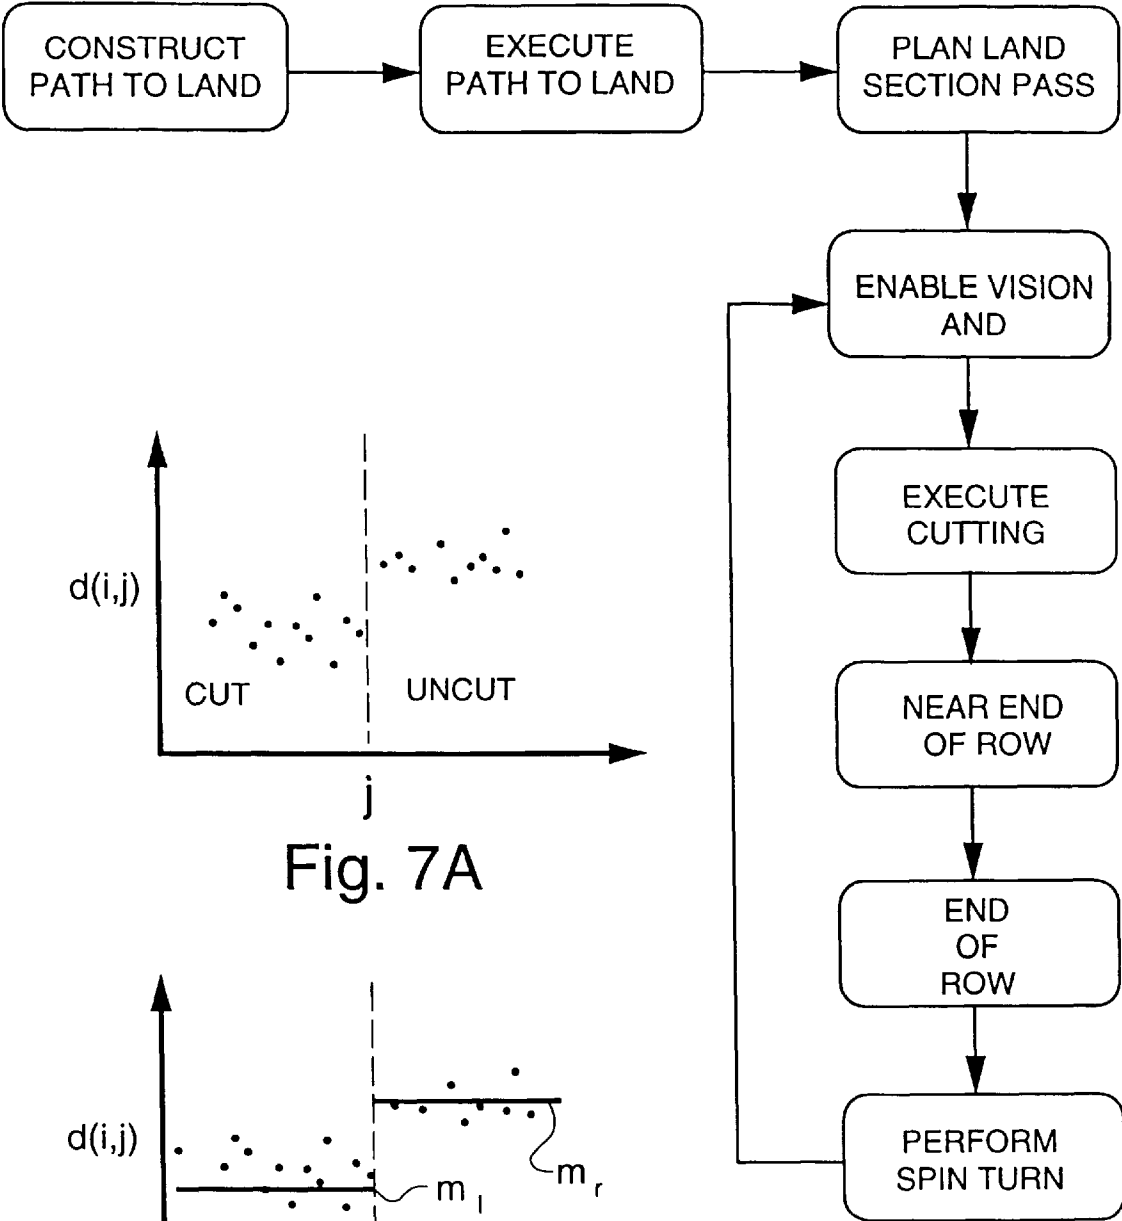 CONSTRUCT
PATH TO LAND
EXECUTE
PATH TO LAND
PLAN LAND
SECTION PASS
ENABLE VISION
AND
EXECUTE
CUTTING
NEAR END
OF ROW
END
OF
ROW
PERFORM
SPIN TURN
d(i,j)
CUT
UNCUT
j
Fig. 7A
d(i,j)
m l
m r